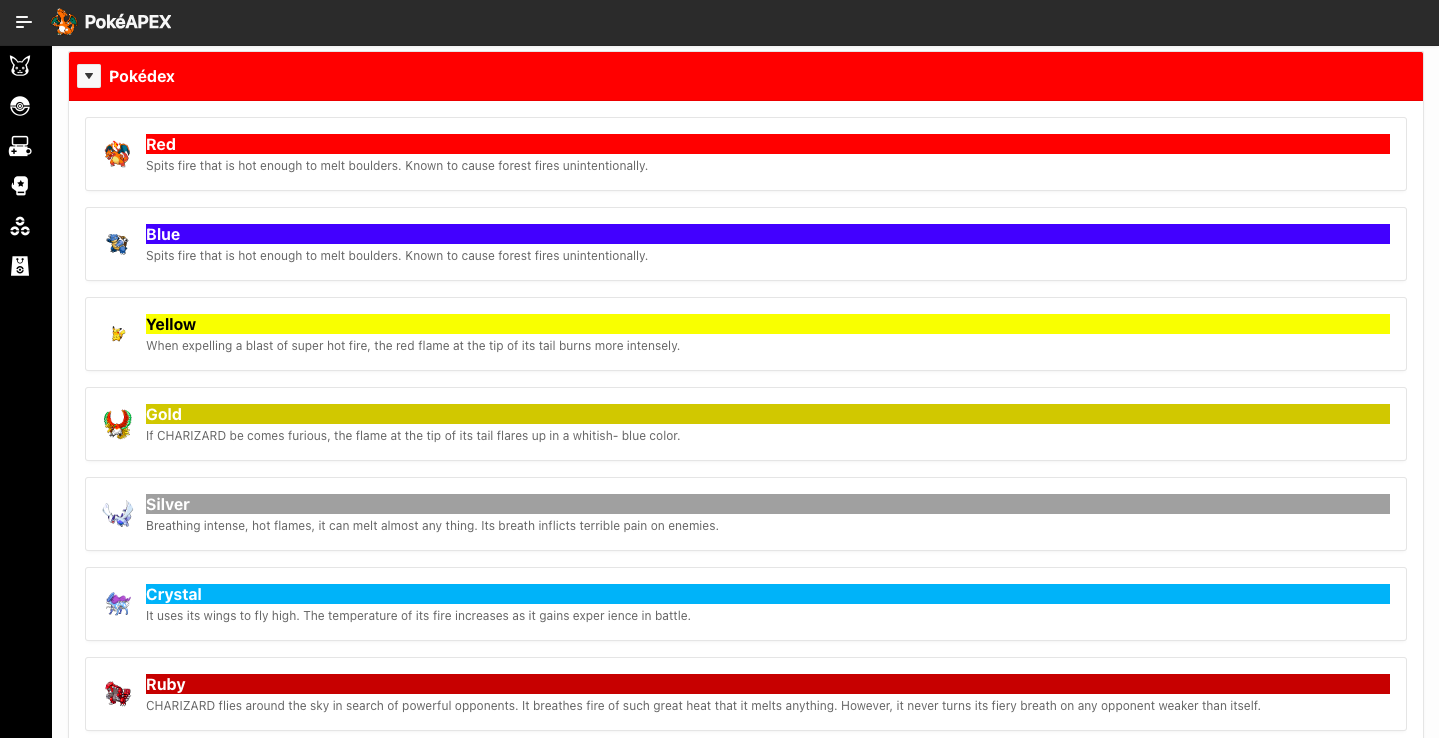 PokéAPEX
Pokédex
Red
Spits fire that is hot enough to melt boulders. Known to cause forest fires unintentionally.
Blue
Spits fire that is hot enough to melt boulders. Known to cause forest fires unintentionally.
Yellow
When expelling a blast of super hot fire, the red flame at the tip of its tail burns more intensely.
Gold
If CHARIZARD be comes furious, the flame at the tip of its tail flares up in a whitish- blue color.
Silver
Breathing intense, hot flames, it can melt almost any thing. Its breath inflicts terrible pain on enemies.
Crystal
It uses its wings to fly high. The temperature of its fire increases as it gains exper ience in battle.
Ruby
CHARIZARD flies around the sky in search of powerful opponents. It breathes fire of such great heat that it melts anything. However, it never turns its fiery breath on any opponent weaker than itself.